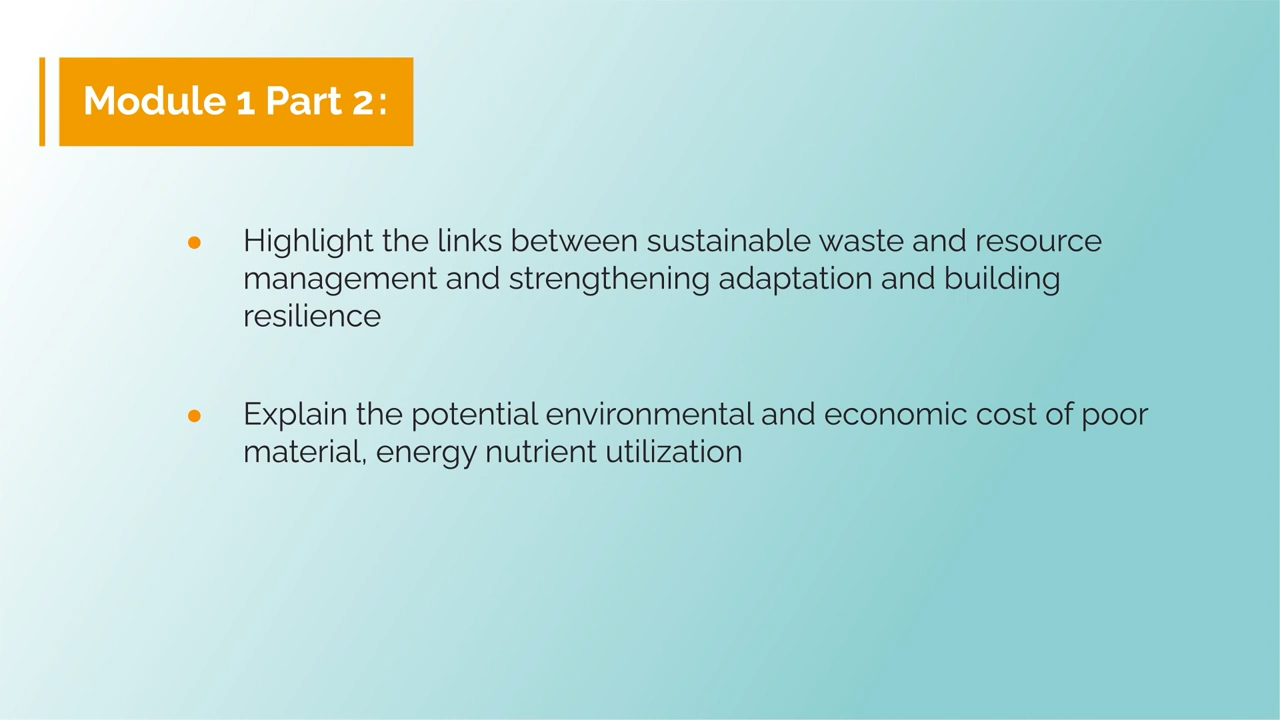 Module 1 Part 2:
● Highlight the links between sustainable waste and resource
management and strengthening adaptation and building
resilience
● Explain the potential environmental and economic cost of poor
material, energy nutrient utilization